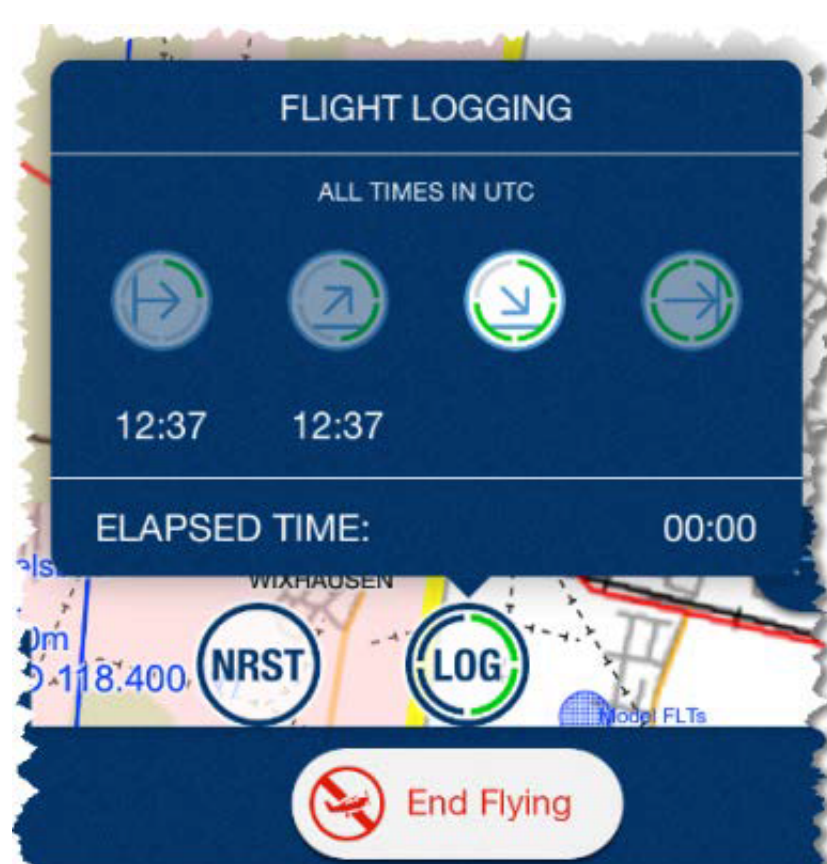 FLIGHT LOGGING
ALL TIMES IN UTC
12:37 12:37
ELAPSED TIME: 00:00
WIXHAUSEN
0m
118.400
NRST
LOG
Model FLTs
End Flying